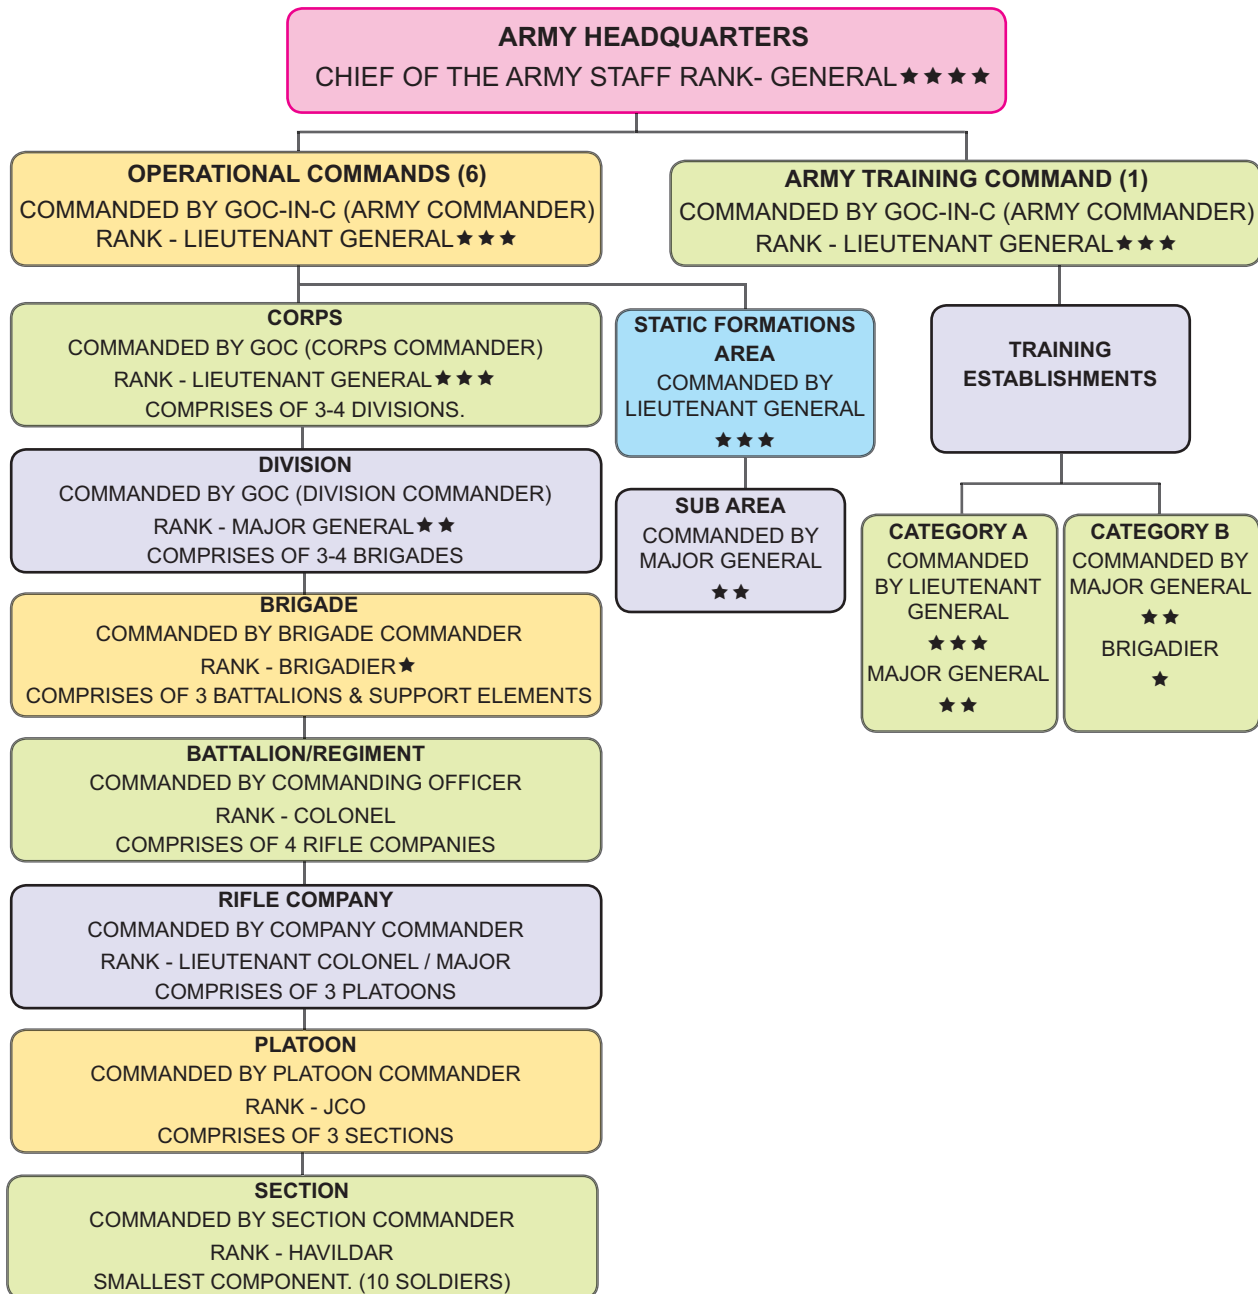 ARMY HEADQUARTERS
CHIEF OF THE ARMY STAFF RANK- GENERAL ★★★★
OPERATIONAL COMMANDS (6)
COMMANDED BY GOC-IN-C (ARMY COMMANDER)
RANK - LIEUTENANT GENERAL ★★★
ARMY TRAINING COMMAND (1)
COMMANDED BY GOC-IN-C (ARMY COMMANDER)
RANK - LIEUTENANT GENERAL ★★★
CORPS
COMMANDED BY GOC (CORPS COMMANDER)
RANK - LIEUTENANT GENERAL ★★★
COMPRISES OF 3-4 DIVISIONS.
STATIC FORMATIONS
AREA
COMMANDED BY
LIEUTENANT GENERAL
★★★
TRAINING
ESTABLISHMENTS
DIVISION
COMMANDED BY GOC (DIVISION COMMANDER)
RANK - MAJOR GENERAL ★★
COMPRISES OF 3-4 BRIGADES
SUB AREA
COMMANDED BY
MAJOR GENERAL
★★
CATEGORY A
COMMANDED
BY LIEUTENANT
GENERAL
★★★
MAJOR GENERAL
★★
CATEGORY B
COMMANDED BY
MAJOR GENERAL
★★
BRIGADIER
★
BRIGADE
COMMANDED BY BRIGADE COMMANDER
RANK - BRIGADIER ★
COMPRISES OF 3 BATTALIONS & SUPPORT ELEMENTS
BATTALION/REGIMENT
COMMANDED BY COMMANDING OFFICER
RANK - COLONEL
COMPRISES OF 4 RIFLE COMPANIES
RIFLE COMPANY
COMMANDED BY COMPANY COMMANDER
RANK - LIEUTENANT COLONEL / MAJOR
COMPRISES OF 3 PLATOONS
PLATOON
COMMANDED BY PLATOON COMMANDER
RANK - JCO
COMPRISES OF 3 SECTIONS
SECTION
COMMANDED BY SECTION COMMANDER
RANK - HAVILDAR
SMALLEST COMPONENT. (10 SOLDIERS)